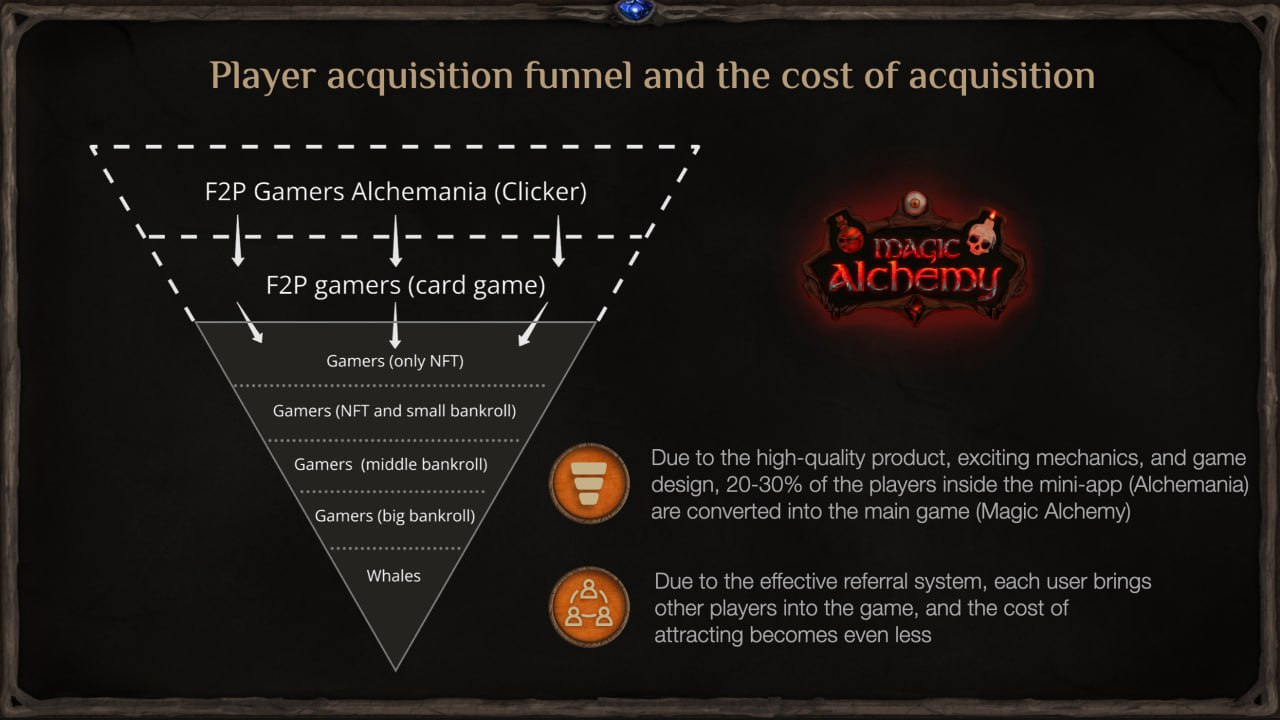 Player acquisition funnel and the cost of acquisition
F2P Gamers Alchemania (Clicker)
F2P gamers (card game)
Gamers (only NFT)
Gamers (NFT and small bankroll)
Gamers (middle bankroll)
Gamers (big bankroll)
Whales
MAGIC
Alchemy
Due to the high-quality product, exciting mechanics, and game
design, 20-30% of the players inside the mini-app (Alchemania)
are converted into the main game (Magic Alchemy)
Due to the effective referral system, each user brings
other players into the game, and the cost of
attracting becomes even less